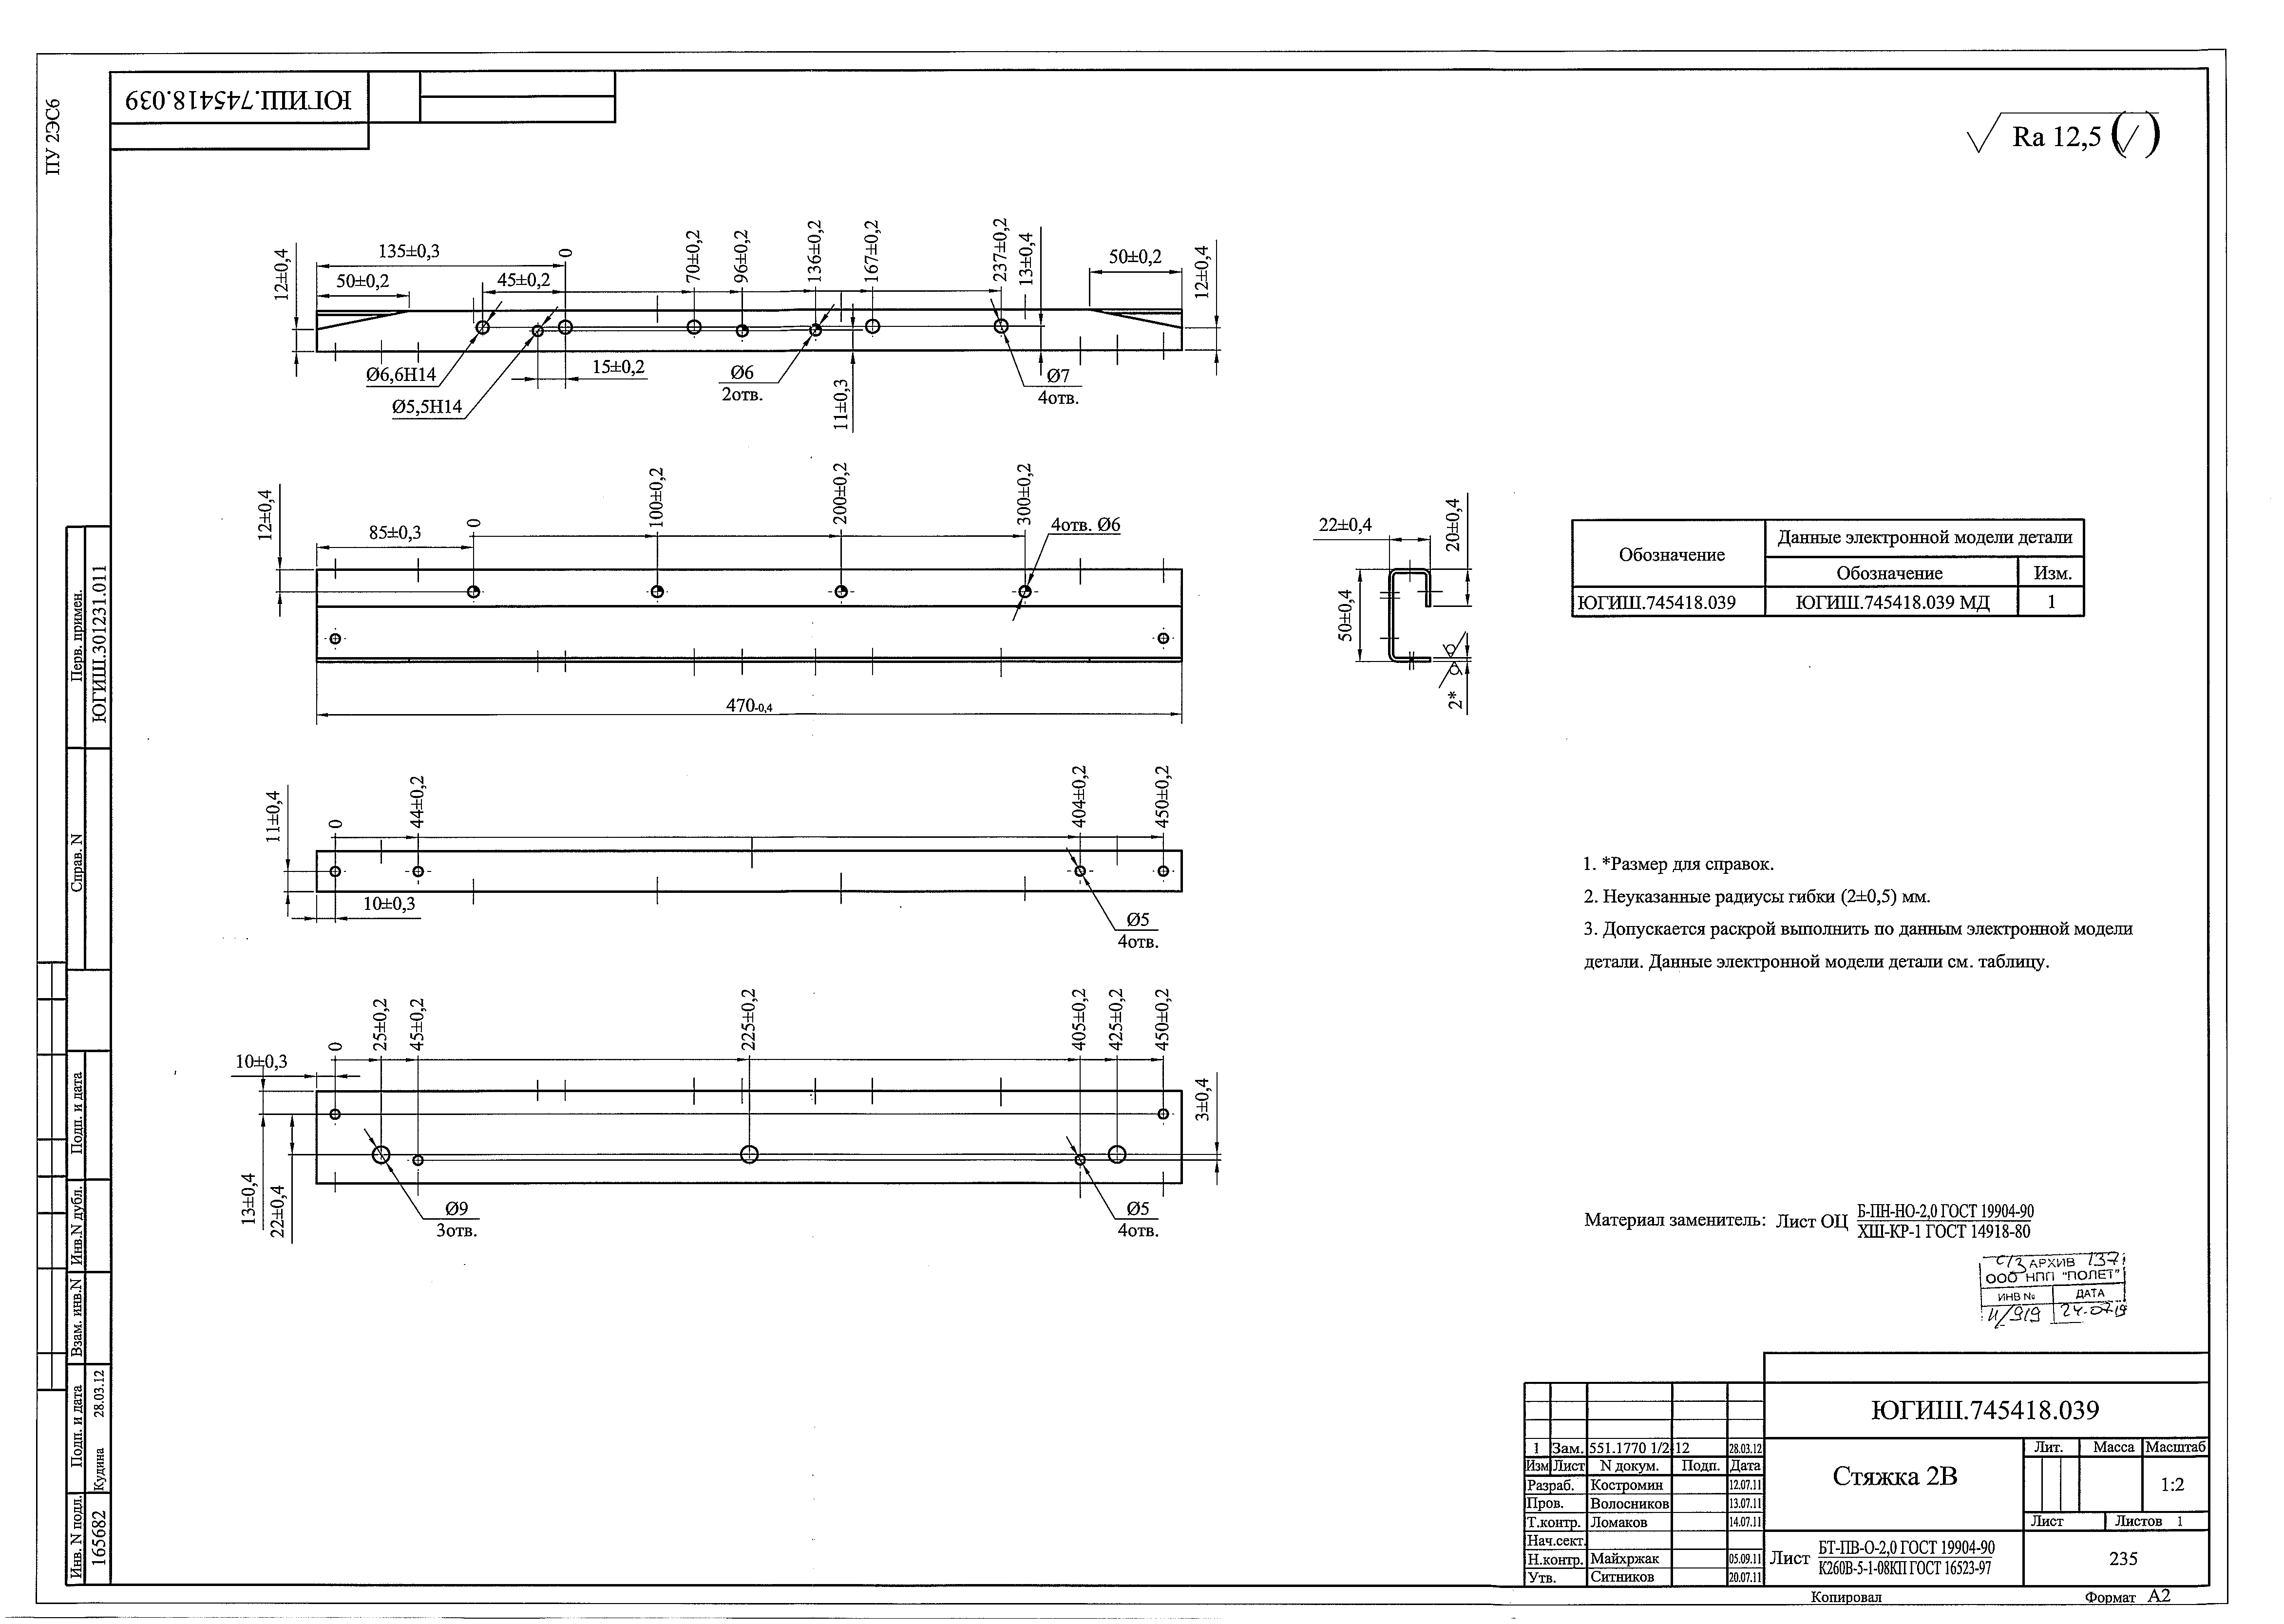 ПУ 2ЭС6
ЮГИШ.745418.039
Ra 12,5
135±0,3
0
70±0,2
96±0,2
136±0,2
167±0,2
237±0,2
13±0,4
50±0,2
12±0,4
12±0,4
50±0,2
45±0,2
Ø6,6H14
Ø5,5H14
15±0,2
Ø6
2отв.
11±0,3
Ø7
4отв.
12±0,4
85±0,3
0
100±0,2
200±0,2
300±0,2
4отв. Ø6
470-0,4
22±0,4
20±0,4
50±0,4
2*
Обозначение
Данные электронной модели детали
Обозначение
Изм.
ЮГИШ.745418.039
ЮГИШ.745418.039 МД
1
11±0,4
0
44±0,2
404±0,2
450±0,2
10±0,3
Ø5
4отв.
1. *Размер для справок.
2. Неуказанные радиусы гибки (2±0,5) мм.
3. Допускается раскрой выполнить по данным электронной модели
детали. Данные электронной модели детали см. таблицу.
10±0,3
0
25±0,2
45±0,2
225±0,2
405±0,2
425±0,2
450±0,2
3±0,4
13±0,4
22±0,4
Ø9
3отв.
Ø5
4отв.
Материал заменитель: Лист ОЦ
Б-ПН-НО-2,0 ГОСТ 19904-90
ХШ-КР-1 ГОСТ 14918-80
АРХИВ 137
ООО НПП "ПОЛЕТ"
ИНВ № ДАТА
24.07.19
Перв. примен.
ЮГИШ.301231.011
Справ. N
Подп. и дата
Инв.N дубл.
Взам. инв.N
Подп. и дата
Кудина 28.03.12
Инв. N подл.
165682
1 Зам. 551.1770 1/2 12 28.03.12
Изм Лист N докум. Подп. Дата
Разраб. Костромин 12.07.11
Пров. Волосников 13.07.11
Т.контр. Ломаков 14.07.11
Нач.сект.
Н.контр. Майхржак 05.09.11
Утв. Ситников 20.07.11
ЮГИШ.745418.039
Стяжка 2В
Лит. Масса Масштаб
1:2
Лист Листов 1
Лист
БТ-ПВ-О-2,0 ГОСТ 19904-90
К260В-5-1-08КП ГОСТ 16523-97
235
Копировал
Формат А2